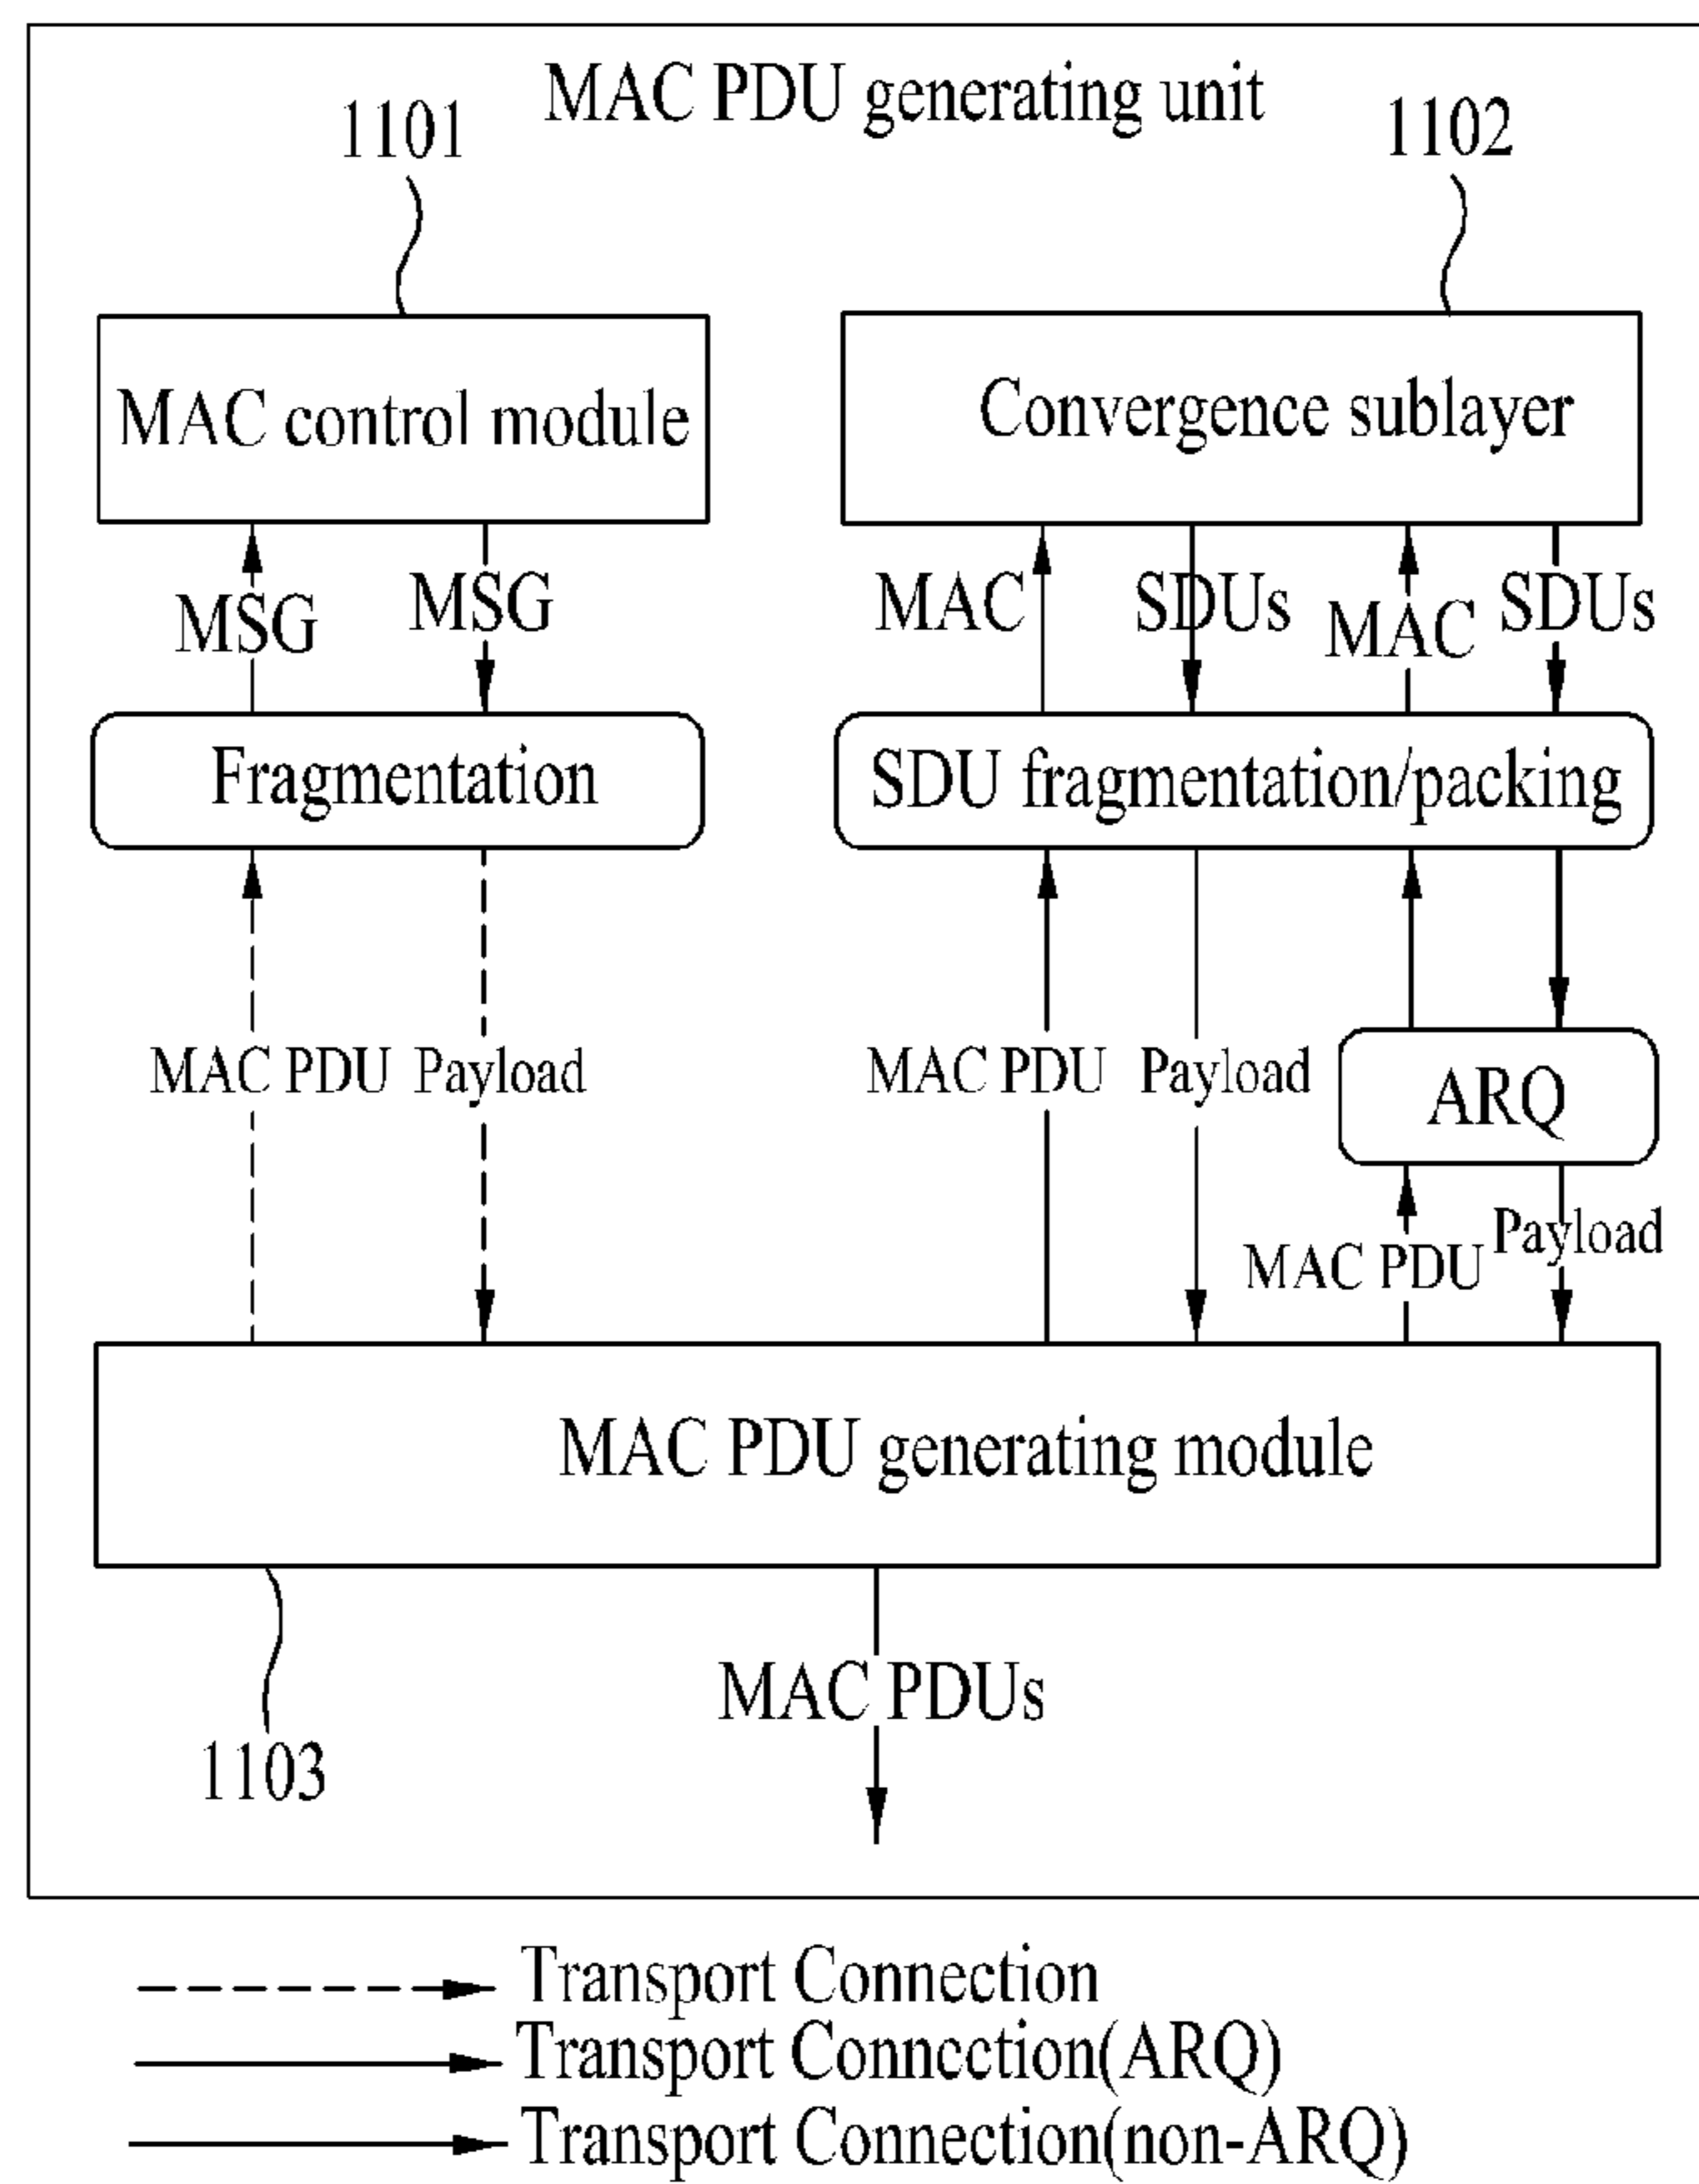 MAC PDU generating unit
1101
1102
MAC control module
Convergence sublayer
MSG
MSG
MAC
SDUs
MAC
SDUs
Fragmentation
SDU fragmentation/packing
MAC PDU
Payload
MAC PDU
Payload
ARQ
MAC PDU
Payload
MAC PDU generating module
MAC PDUs
1103
Transport Connection
Transport Connection(ARQ)
Transport Connection(non-ARQ)